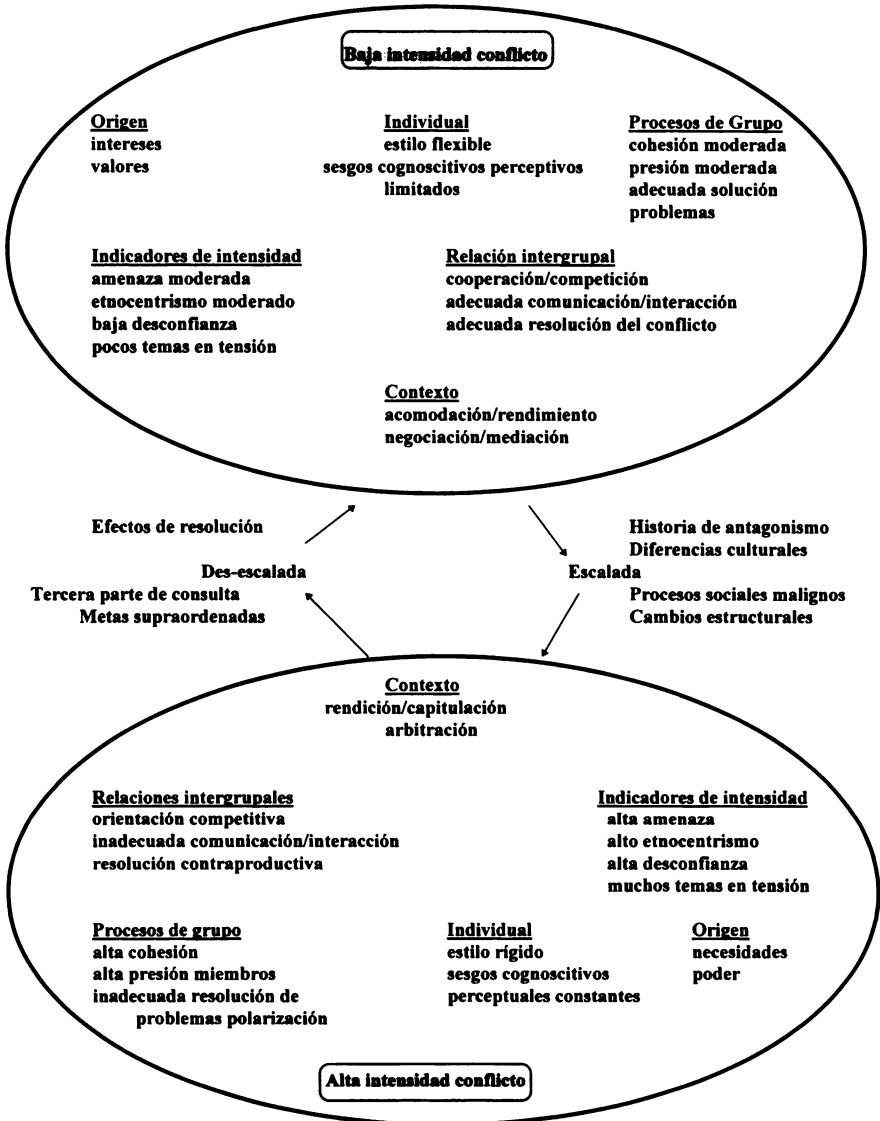 Baja intensidad conflicto
Origen
intereses
valores
Individual
estilo flexible
sesgos cognoscitivos perceptivos
limitados
Procesos de Grupo
cohesión moderada
presión moderada
adecuada solución
problemas
Indicadores de intensidad
amenaza moderada
etnocentrismo moderado
baja desconfianza
pocos temas en tensión
Relación intergrupal
cooperación/competición
adecuada comunicación/interacción
adecuada resolución del conflicto
Contexto
acomodación/rendimiento
negociación/mediación
Efectos de resolución
Des-escalada
Tercera parte de consulta
Metas supraordenadas
Historia de antagonismo
Diferencias culturales
Escalada
Procesos sociales malignos
Cambios estructurales
Contexto
rendición/capitulación
arbitración
Relaciones intergrupales
orientación competitiva
inadecuada comunicación/interacción
resolución contraproductiva
Indicadores de intensidad
alta amenaza
alto etnocentrismo
alta desconfianza
muchos temas en tensión
Procesos de grupo
alta cohesión
alta presión miembros
inadecuada resolución de
problemas polarización
Individual
estilo rígido
sesgos cognoscitivos
perceptuales constantes
Origen
necesidades
poder
Alta intensidad conflicto